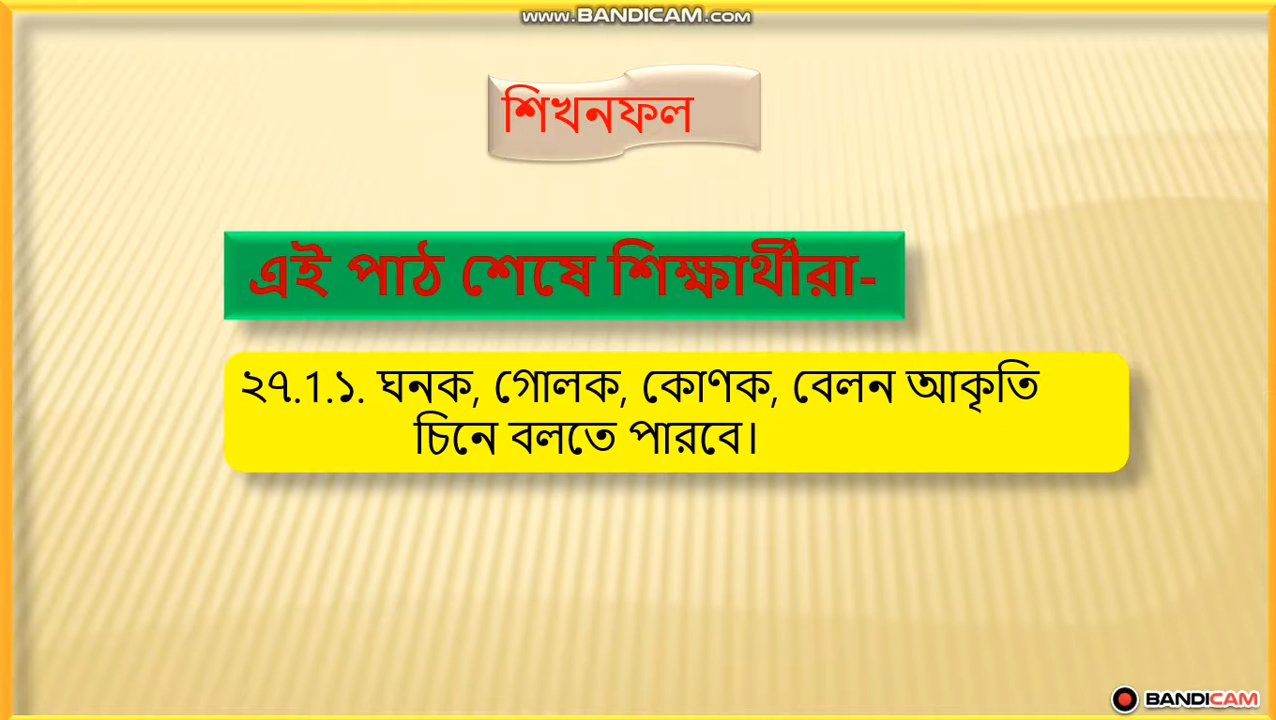 WWW.BANDICAM.COM
শিখনফল
এই পাঠ শেষে শিক্ষার্থীরা-
২৭.1.১. ঘনক, গোলক, কোণক, বেলন আকৃতি
চিনে বলতে পারবে।
BANDICAM